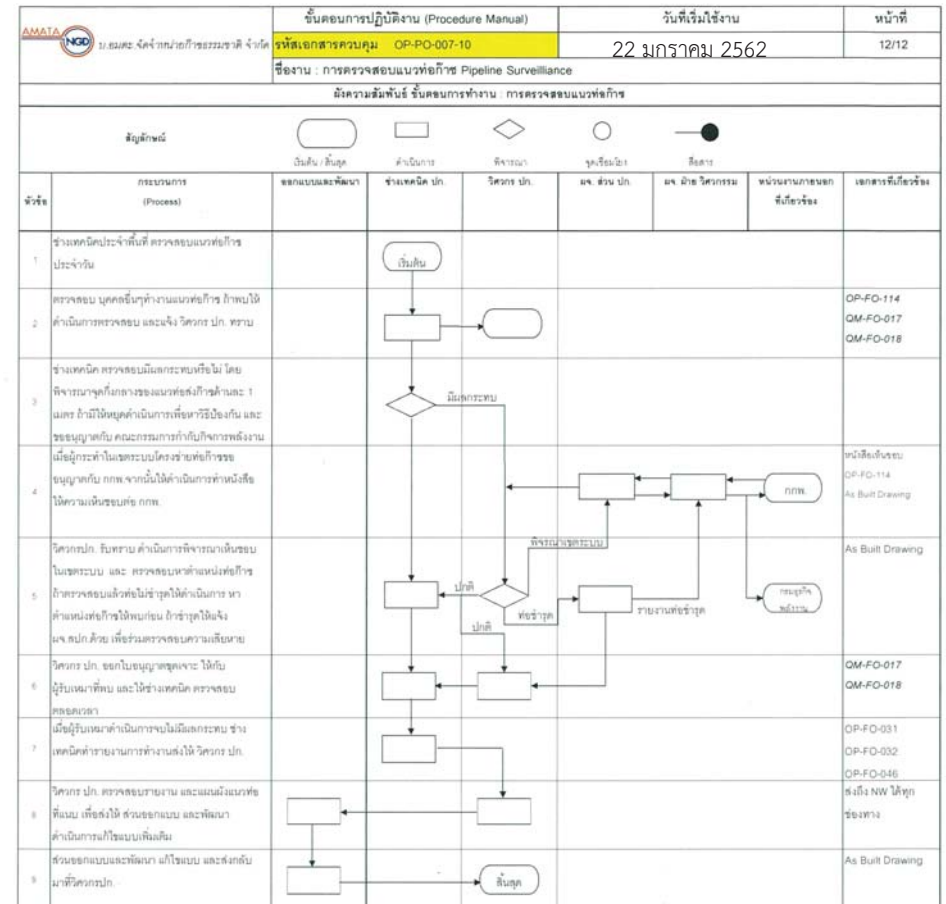 AMATA NGD บ.อมตะ จัดจำหน่ายก๊าซธรรมชาติ จำกัด
ขั้นตอนการปฏิบัติงาน (Procedure Manual)
วันที่เริ่มใช้งาน
หน้าที่
รหัสเอกสารควบคุม OP-PO-007-10
22 มกราคม 2562
12/12
ชื่องาน : การตรวจสอบแนวท่อก๊าซ Pipeline Surveilliance
ผังความสัมพันธ์ ขั้นตอนการทำงาน : การตรวจสอบแนวท่อก๊าซ
สัญลักษณ์
เริ่มต้น / สิ้นสุด
ดำเนินการ
พิจารณา
จุดเชื่อมโยง
สื่อสาร
หัวข้อ
กระบวนการ
(Process)
ออกแบบและพัฒนา
ช่างเทคนิค ปก.
วิศวกร ปก.
ผจ. ส่วน ปก.
ผจ. ฝ่าย วิศวกรรม
หน่วยงานภายนอก
ที่เกี่ยวข้อง
เอกสารที่เกี่ยวข้อง
1
ช่างเทคนิคประจำพื้นที่ ตรวจสอบแนวท่อก๊าซ
ประจำวัน
เริ่มต้น
2
ตรวจสอบ บุคคลอื่นๆทำงานแนวท่อก๊าซ ถ้าพบให้
ดำเนินการตรวจสอบ และแจ้ง วิศวกร ปก. ทราบ
OP-FO-114
QM-FO-017
QM-FO-018
3
ช่างเทคนิค ตรวจสอบมีผลกระทบหรือไม่ โดย
พิจารณาจุดกึ่งกลางของแนวท่อส่งก๊าซด้านละ 1
เมตร ถ้ามีให้หยุดดำเนินการเพื่อหาวิธีป้องกัน และ
ขออนุญาตกับ คณะกรรมการกำกับกิจการพลังงาน
มีผลกระทบ
4
เมื่อผู้กระทำในเขตระบบโครงข่ายท่อก๊าซขอ
อนุญาตกับ กกพ.จากนั้นให้ดำเนินการทำหนังสือ
ให้ความเห็นชอบต่อ กกพ.
กกพ.
หนังสือเห็นชอบ
OP-FO-114
As Built Drawing
5
วิศวกรปก. รับทราบ ดำเนินการพิจารณาเห็นชอบ
ในเขตระบบ และ ตรวจสอบหาตำแหน่งท่อก๊าซ
ถ้าตรวจสอบแล้วท่อไม่ชำรุดให้ดำเนินการ หา
ตำแหน่งท่อก๊าซให้พบก่อน ถ้าชำรุดให้แจ้ง
ผจ.สปก.ด้วย เพื่อร่วมตรวจสอบความเสียหาย
พิจรณาเขตระบบ
ปกติ
ท่อชำรุด
รายงานท่อชำรุด
ปกติ
กรมธุรกิจ
พลังงาน
As Built Drawing
6
วิศวกร ปก. ออกใบอนุญาตขุดเจาะ ให้กับ
ผู้รับเหมาที่พบ และให้ช่างเทคนิค ตรวจสอบ
ตลอดเวลา
QM-FO-017
QM-FO-018
7
เมื่อผู้รับเหมาดำเนินการจบไม่มีผลกระทบ ช่าง
เทคนิคทำรายงานการทำงานส่งให้ วิศวกร ปก.
OP-FO-031
OP-FO-032
OP-FO-046
8
วิศวกร ปก. ตรวจสอบรายงาน และแผนผังแนวท่อ
ที่แนบ เพื่อส่งให้ ส่วนออกแบบ และพัฒนา
ดำเนินการแก้ไขแบบเพิ่มเติม
ส่งถึง NW ได้ทุก
ช่องทาง
9
ส่วนออกแบบและพัฒนา แก้ไขแบบ และส่งกลับ
มาที่วิศวกรปก.
สิ้นสุด
As Built Drawing